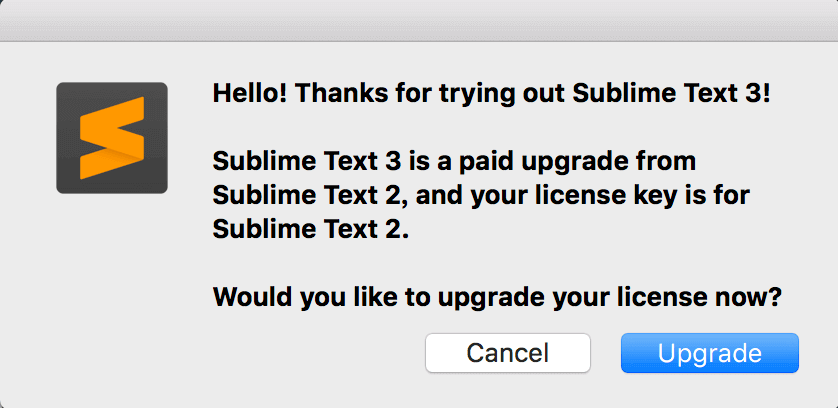 Hello! Thanks for trying out Sublime Text 3!
Sublime Text 3 is a paid upgrade from
Sublime Text 2, and your license key is for
Sublime Text 2.
Would you like to upgrade your license now?
Cancel
Upgrade